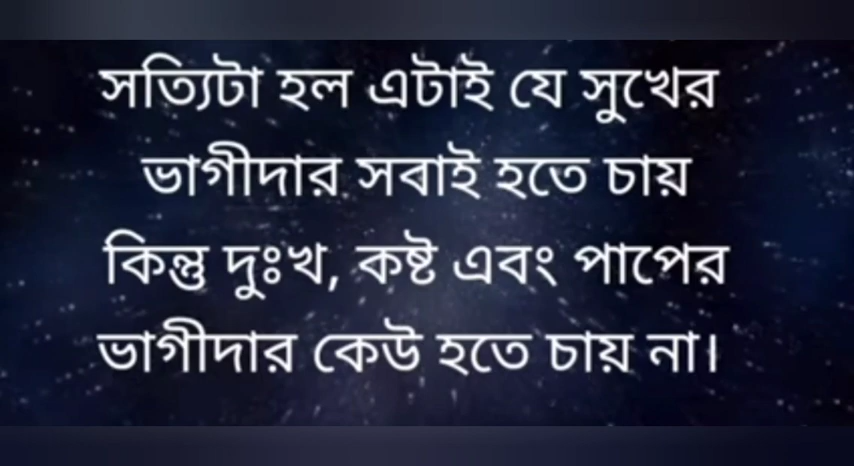 সত্যিটা হল এটাই যে সুখের
ভাগীদার সবাই হতে চায়
কিন্তু দুঃখ, কষ্ট এবং পাপের
ভাগীদার কেউ হতে চায় না।